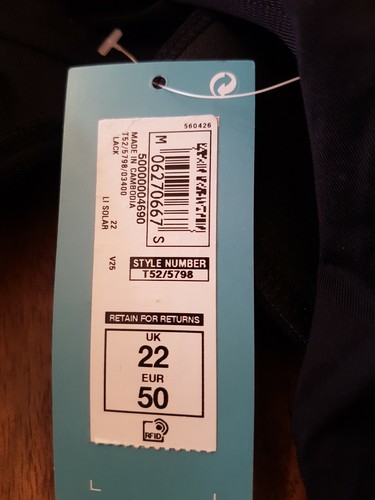 560426
M 06270667 S
50000004690
MADE IN CAMBODIA
T52/5798/03400
LACK
22
LI SOLAR
V25
STYLE NUMBER
T52/5798
RETAIN FOR RETURNS
UK
22
EUR
50
RFID